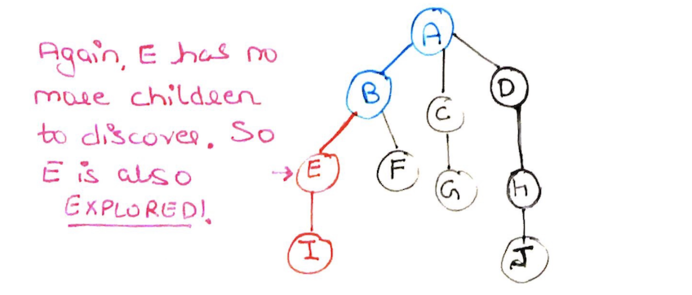 Again, E has no
more children
to discover. So
E is also
EXPLORED!.
A
B
C
D
E
F
G
H
I
J